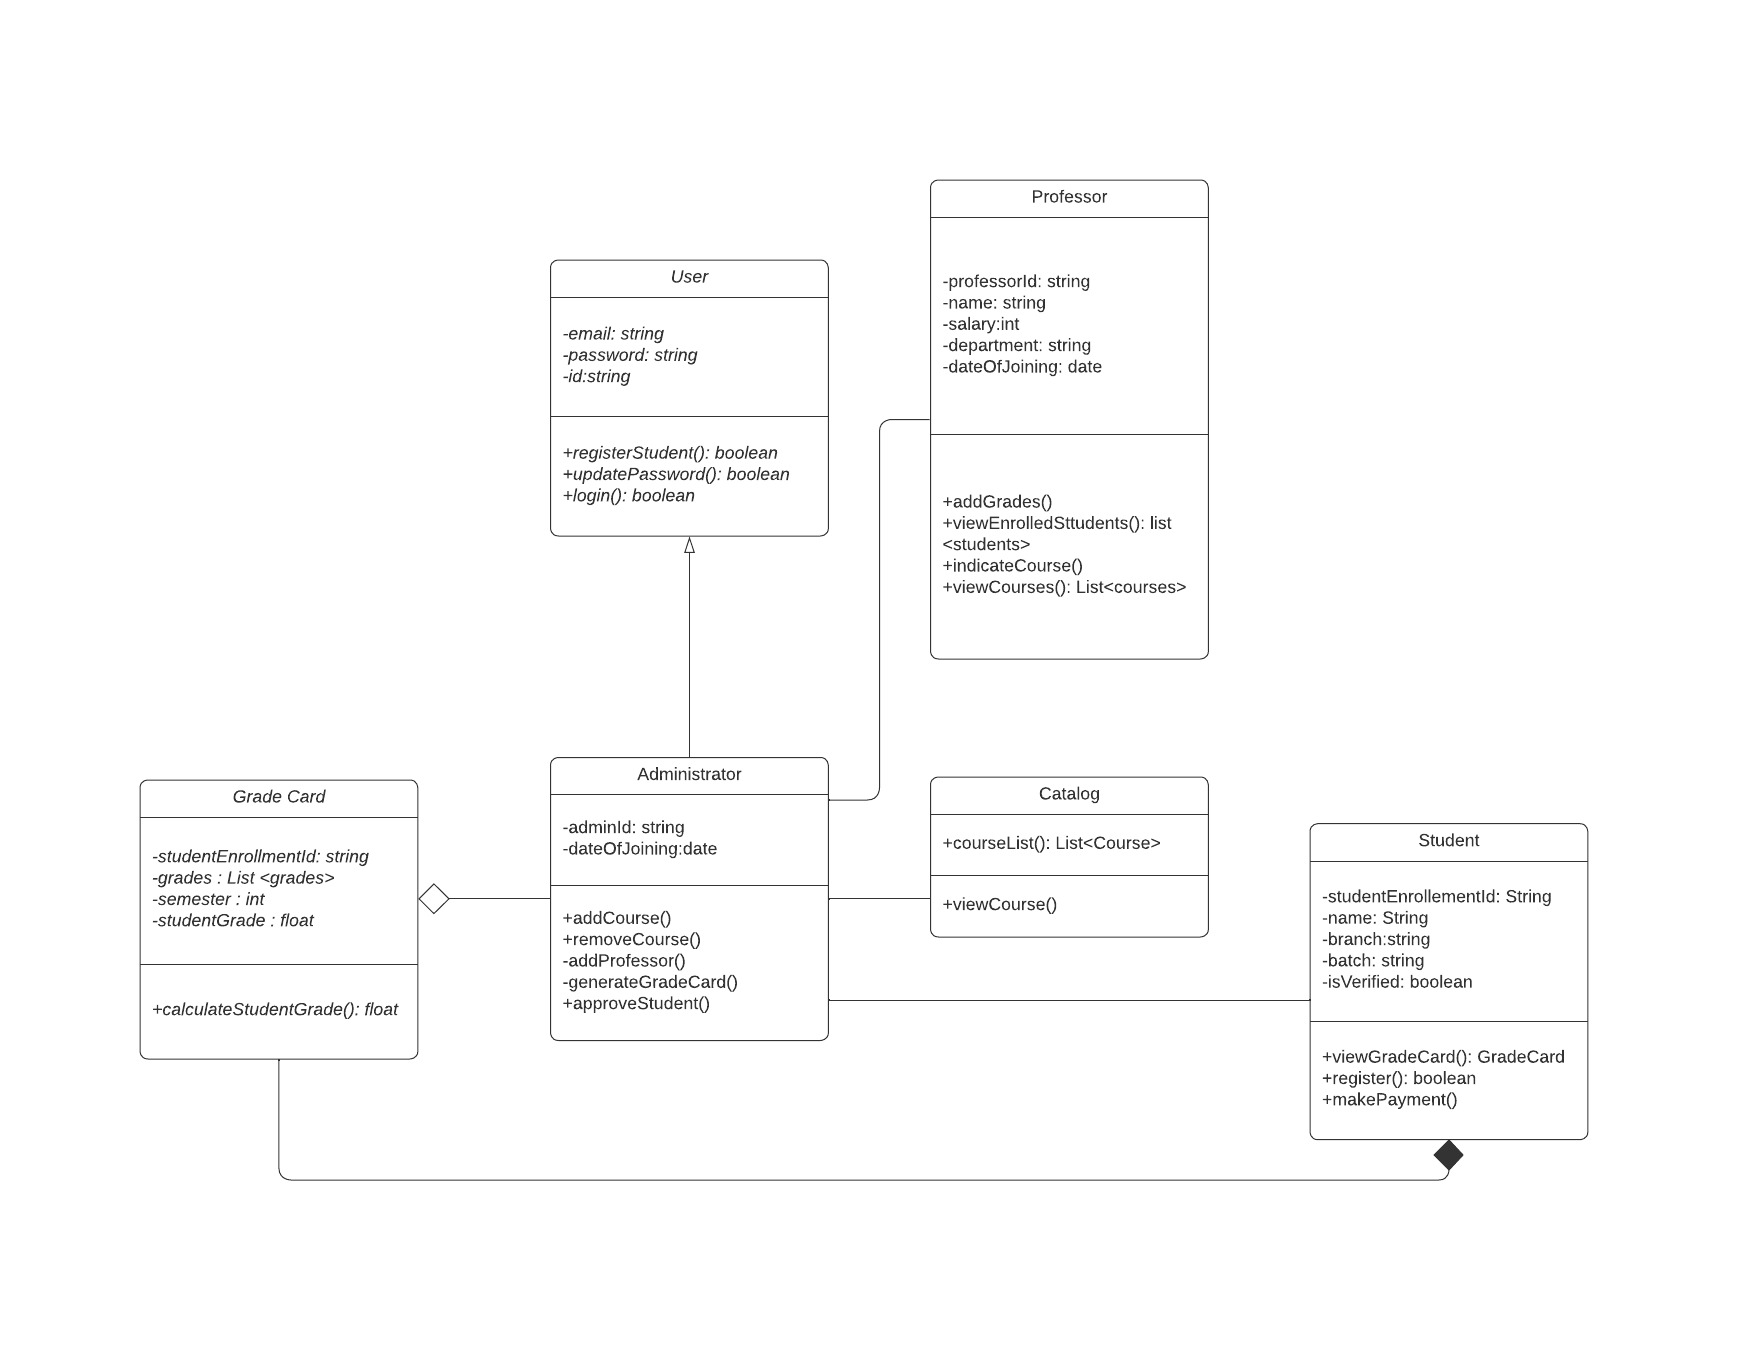 Professor
-professorId: string
-name: string
-salary:int
-department: string
-dateOfJoining: date
+addGrades()
+viewEnrolledSttudents(): list
<students>
+indicateCourse()
+viewCourses(): List<courses>
User
-email: string
-password: string
-id:string
+registerStudent(): boolean
+updatePassword(): boolean
+login(): boolean
Grade Card
-studentEnrollmentId: string
-grades : List <grades>
-semester : int
-studentGrade : float
+calculateStudentGrade(): float
Administrator
-adminId: string
-dateOfJoining:date
+addCourse()
+removeCourse()
-addProfessor()
-generateGradeCard()
+approveStudent()
Catalog
+courseList(): List<Course>
+viewCourse()
Student
-studentEnrollementId: String
-name: String
-branch:string
-batch: string
-isVerified: boolean
+viewGradeCard(): GradeCard
+register(): boolean
+makePayment()